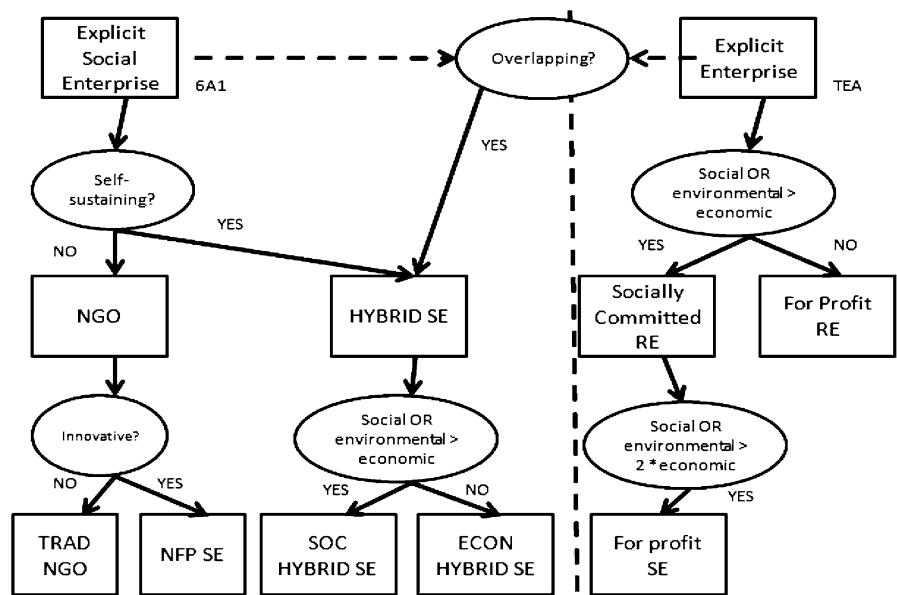 Explicit
Social
Enterprise
6A1
Overlapping?
Explicit
Enterprise
TEA
Self-
sustaining?
YES
Social OR
environmental >
economic
NO
YES
YES
NO
NGO
HYBRID SE
Socially
Committed
RE
For Profit
RE
Innovative?
Social OR
environmental >
economic
Social OR
environmental >
2 * economic
NO
YES
YES
NO
YES
TRAD
NGO
NFP SE
SOC
HYBRID SE
ECON
HYBRID SE
For profit
SE